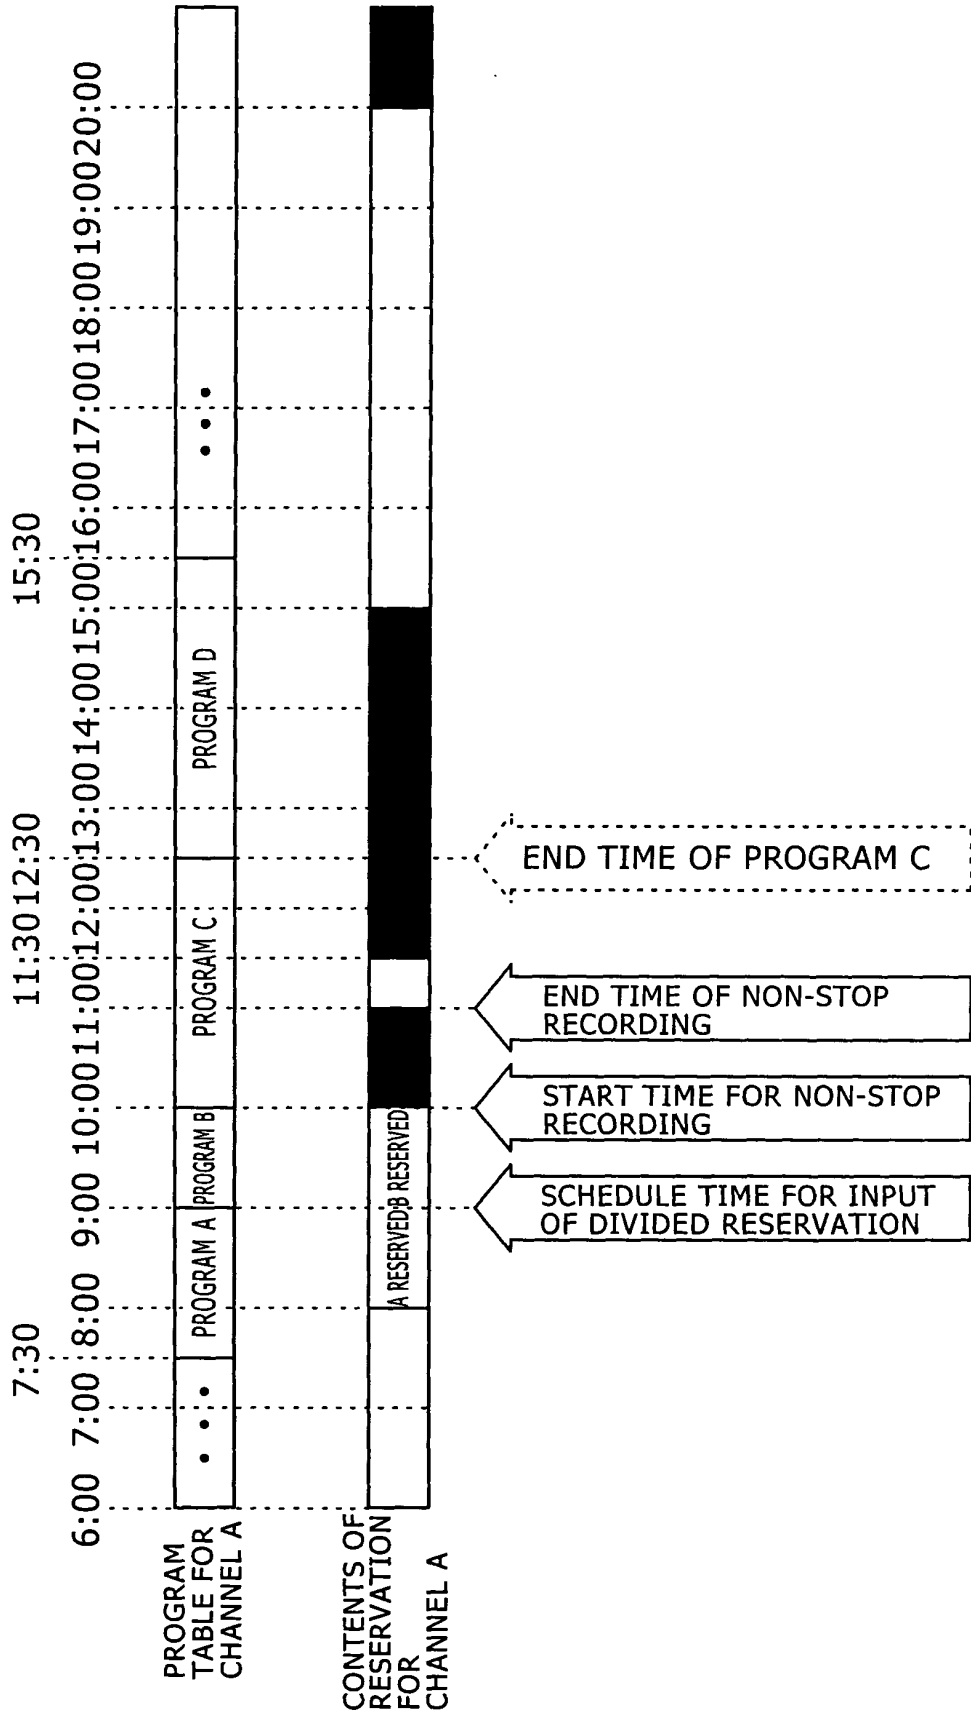 7:30
11:30
12:30
15:30
6:00
7:00
8:00
9:00
10:00
11:00
12:00
13:00
14:00
15:00
16:00
17:00
18:00
19:00
20:00
PROGRAM
TABLE FOR
CHANNEL A
• • •
PROGRAM A
PROGRAM B
PROGRAM C
PROGRAM D
• • •
CONTENTS OF
RESERVATION
FOR
CHANNEL A
A RESERVED
B RESERVED
SCHEDULE TIME FOR INPUT
OF DIVIDED RESERVATION
START TIME FOR NON-STOP
RECORDING
END TIME OF NON-STOP
RECORDING
END TIME OF PROGRAM C